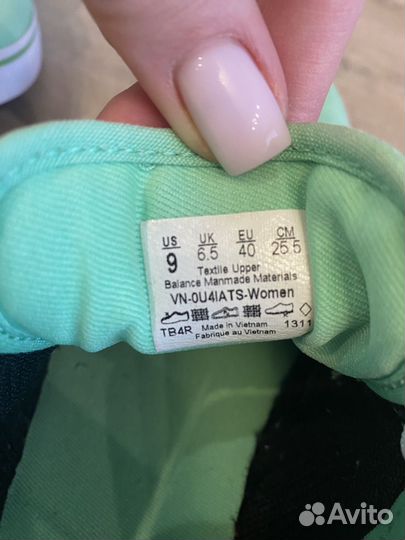 US UK EU CM
9 6.5 40 25.5
Textile Upper
Balance Manmade Materials
VN-0U4IATS-Women
TB4R Made in Vietnam 1311
Fabrique au Vietnam
Avito